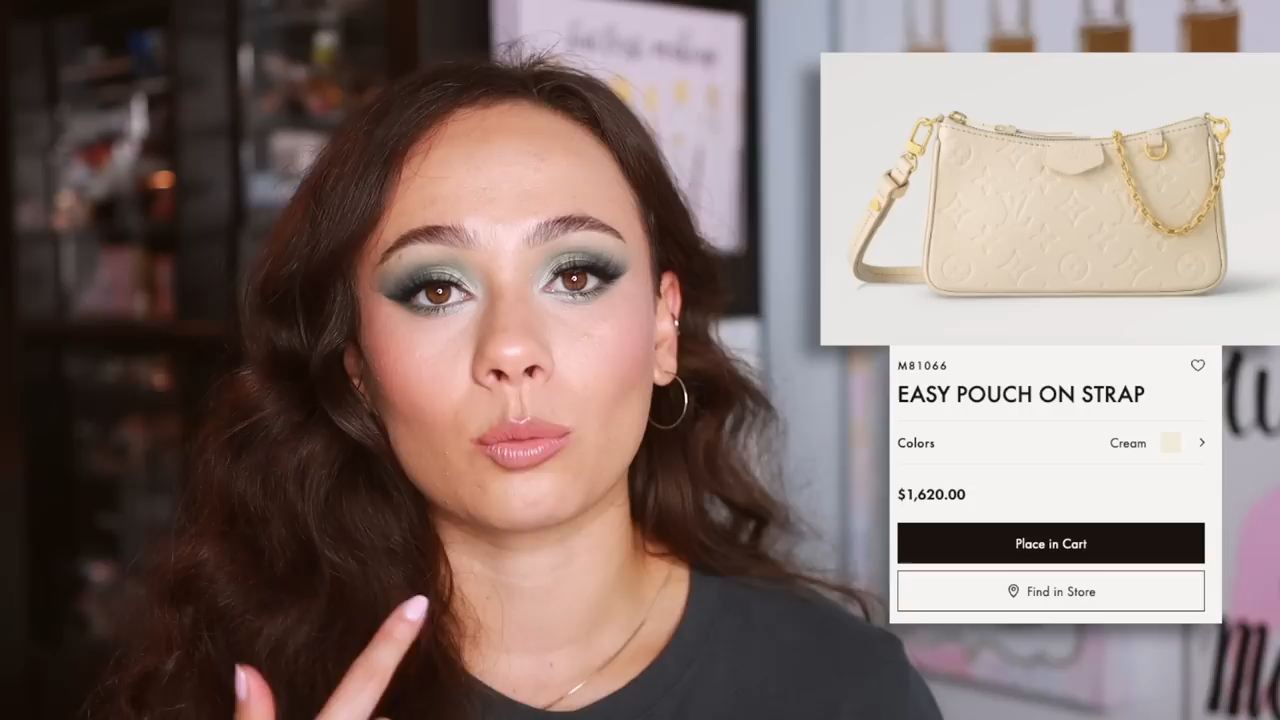 M81066
EASY POUCH ON STRAP
Colors
Cream
$1,620.00
Place in Cart
Find in Store